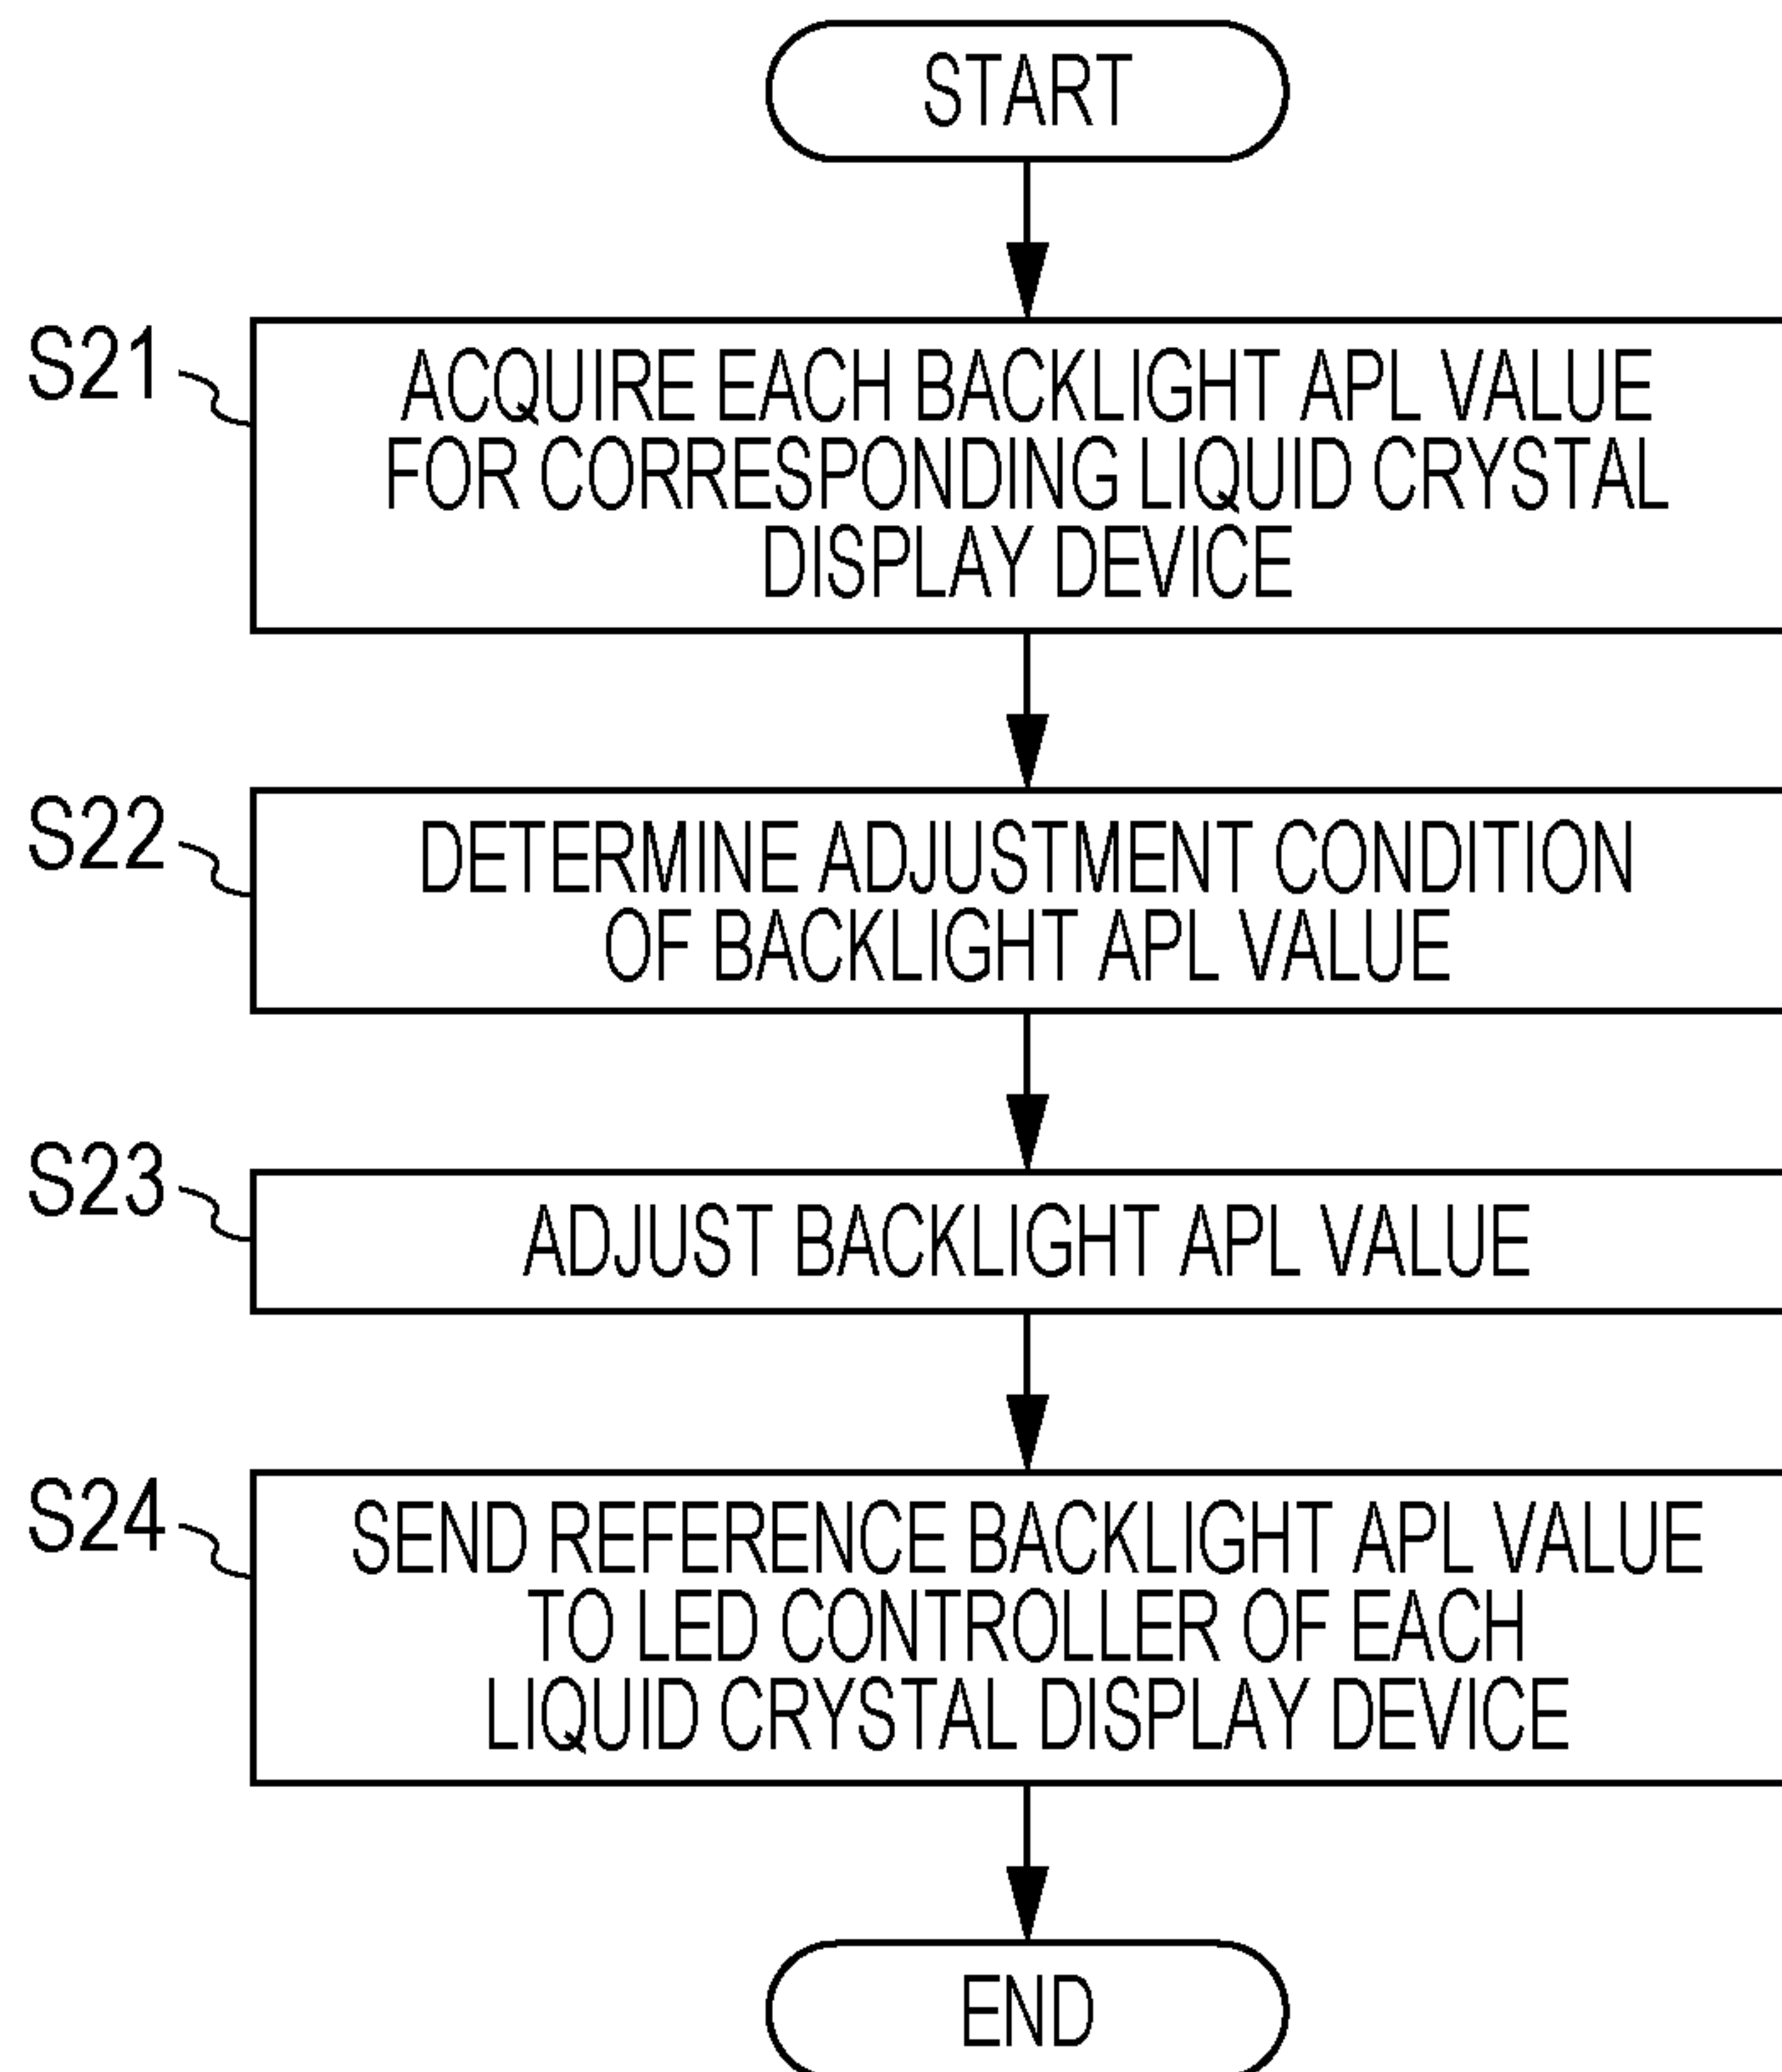 START
S21
ACQUIRE EACH BACKLIGHT APL VALUE
FOR CORRESPONDING LIQUID CRYSTAL
DISPLAY DEVICE
S22
DETERMINE ADJUSTMENT CONDITION
OF BACKLIGHT APL VALUE
S23
ADJUST BACKLIGHT APL VALUE
S24
SEND REFERENCE BACKLIGHT APL VALUE
TO LED CONTROLLER OF EACH
LIQUID CRYSTAL DISPLAY DEVICE
END